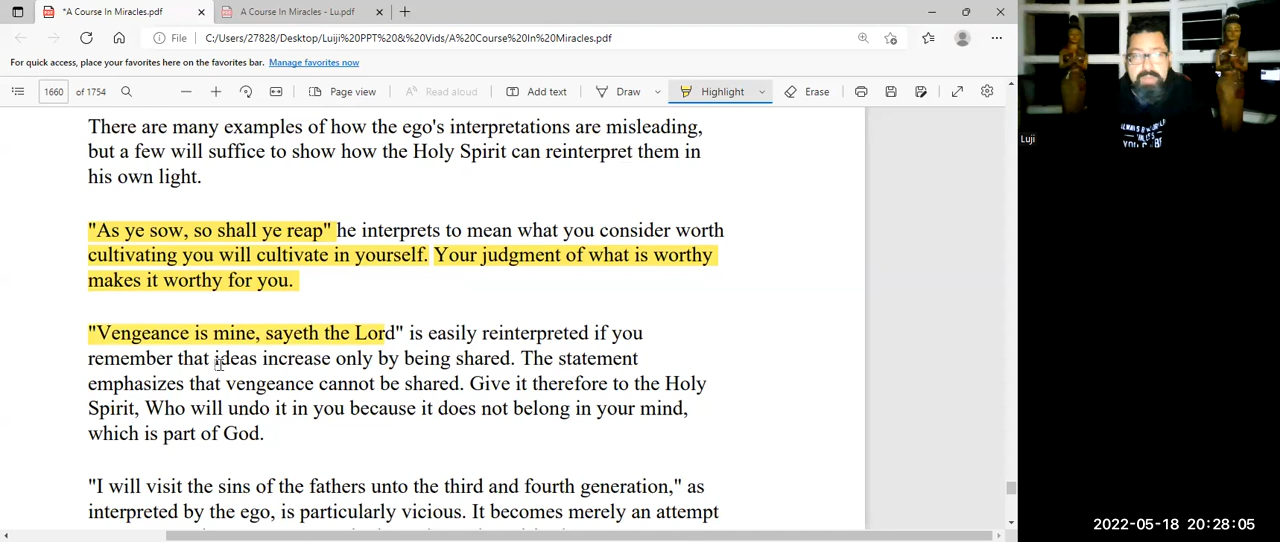 *A Course In Miracles.pdf
A Course In Miracles - Lu.pdf
File
C:/Users/27828/Desktop/Luiji%20PPT%20&%20Vids/A%20Course%20In%20Miracles.pdf
For quick access, place your favorites here on the favorites bar. Manage favorites now
1660 of 1754
Page view
Read aloud
Add text
Draw
Highlight
Erase
There are many examples of how the ego's interpretations are misleading,
but a few will suffice to show how the Holy Spirit can reinterpret them in
his own light.
"As ye sow, so shall ye reap" he interprets to mean what you consider worth
cultivating you will cultivate in yourself. Your judgment of what is worthy
makes it worthy for you.
"Vengeance is mine, sayeth the Lord" is easily reinterpreted if you
remember that ideas increase only by being shared. The statement
emphasizes that vengeance cannot be shared. Give it therefore to the Holy
Spirit, Who will undo it in you because it does not belong in your mind,
which is part of God.
"I will visit the sins of the fathers unto the third and fourth generation," as
interpreted by the ego, is particularly vicious. It becomes merely an attempt
Luji
2022-05-18 20:28:05